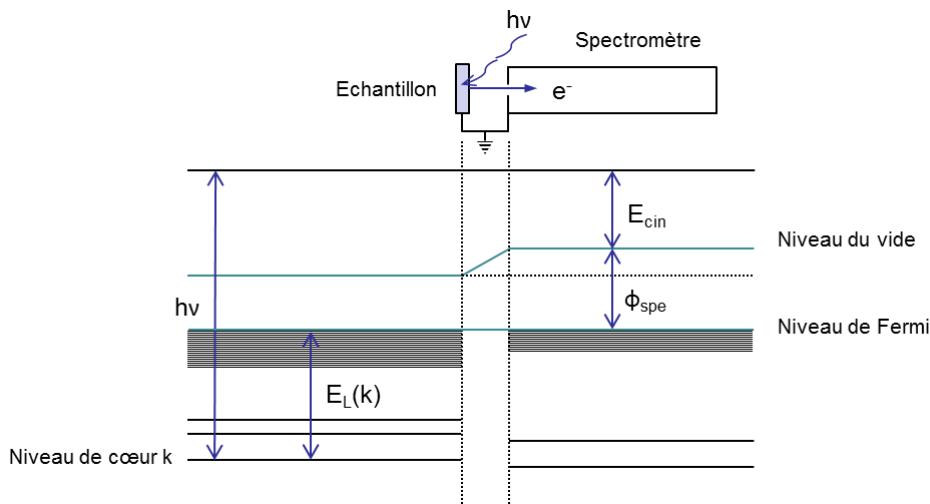 hν
Spectromètre
Echantillon
e⁻
E_cin
Niveau du vide
hν
ϕ_spe
Niveau de Fermi
E_L(k)
Niveau de cœur k